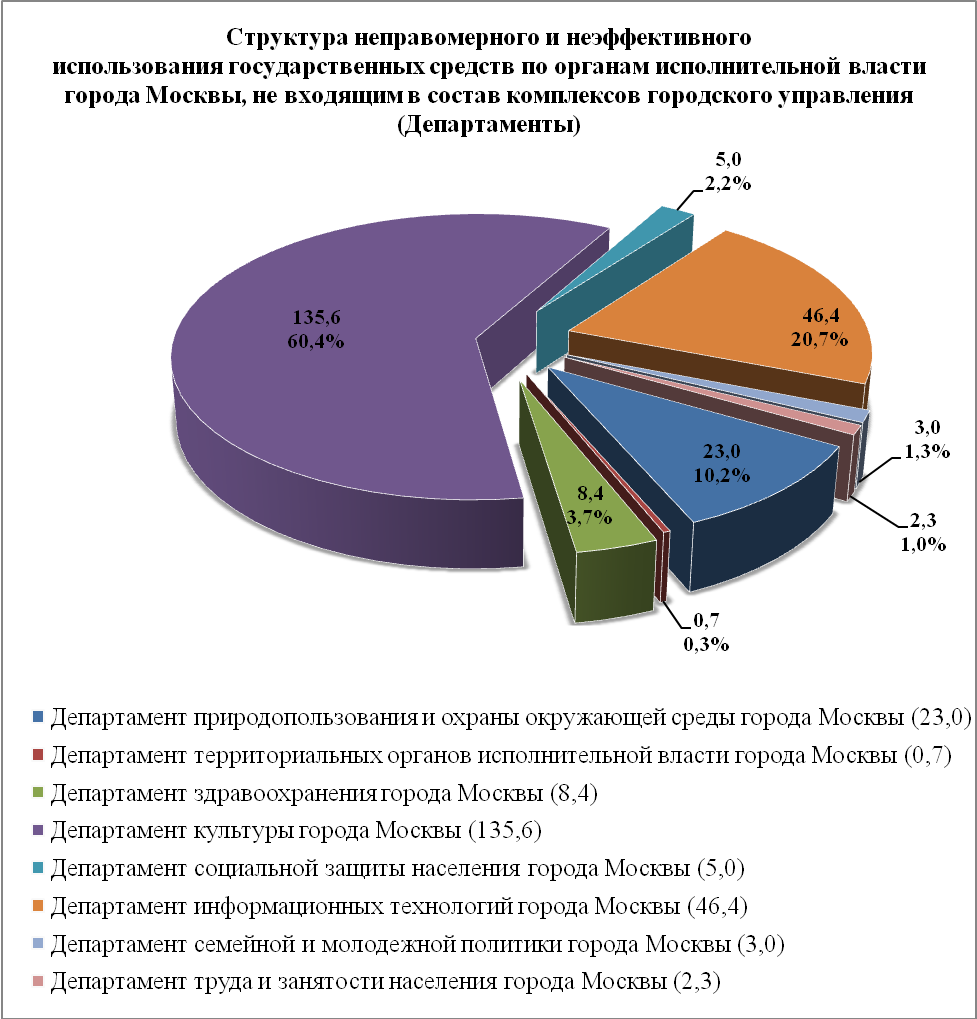 Структура неправомерного и неэффективного
использования государственных средств по органам исполнительной власти
города Москвы, не входящим в состав комплексов городского управления
(Департаменты)
5,0
2,2%
135,6
60,4%
46,4
20,7%
3,0
1,3%
23,0
10,2%
8,4
3,7%
2,3
1,0%
0,7
0,3%
Департамент природопользования и охраны окружающей среды города Москвы (23,0)
Департамент территориальных органов исполнительной власти города Москвы (0,7)
Департамент здравоохранения города Москвы (8,4)
Департамент культуры города Москвы (135,6)
Департамент социальной защиты населения города Москвы (5,0)
Департамент информационных технологий города Москвы (46,4)
Департамент семейной и молодежной политики города Москвы (3,0)
Департамент труда и занятости населения города Москвы (2,3)